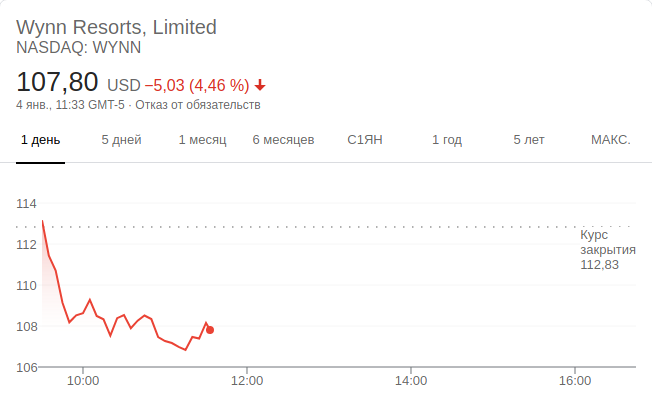 Wynn Resorts, Limited
NASDAQ: WYNN
107,80 USD −5,03 (4,46 %)
4 янв., 11:33 GMT-5 · Отказ от обязательств
1 день 5 дней 1 месяц 6 месяцев С1ЯН 1 год 5 лет МАКС.
114
112
110
108
106
Курс
закрытия
112,83
10:00 12:00 14:00 16:00